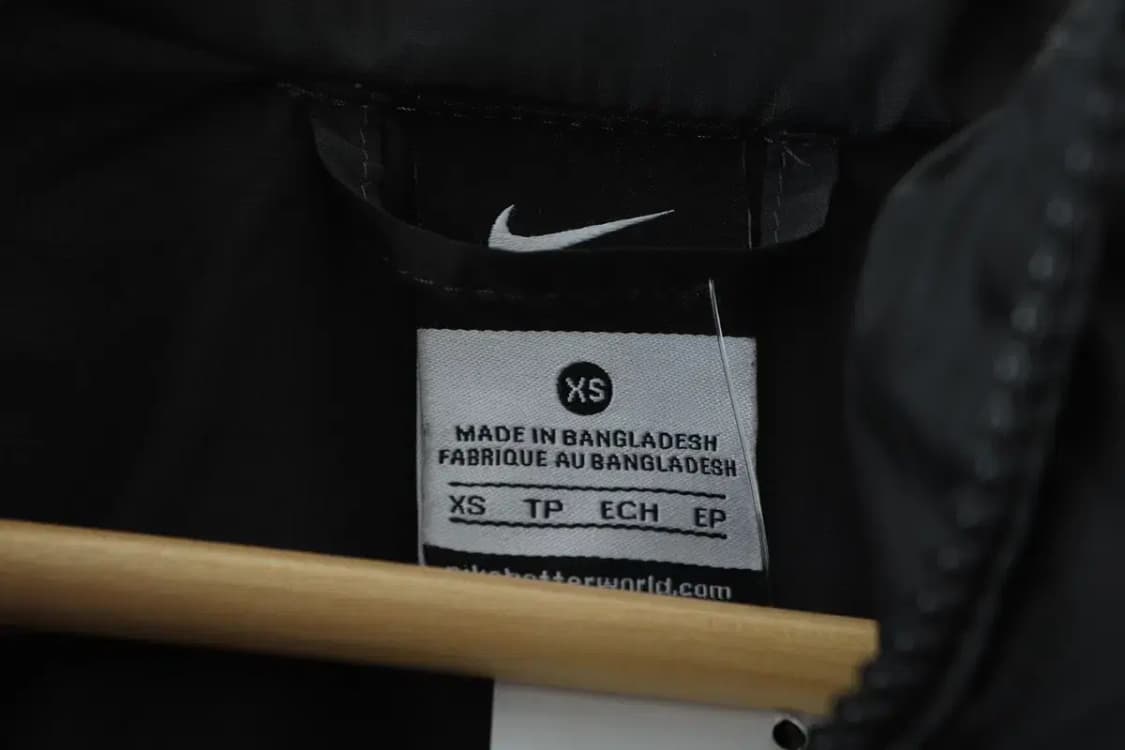 XS
MADE IN BANGLADESH
FABRIQUE AU BANGLADESH
XS TP ECH EP
nikebetterworld.com